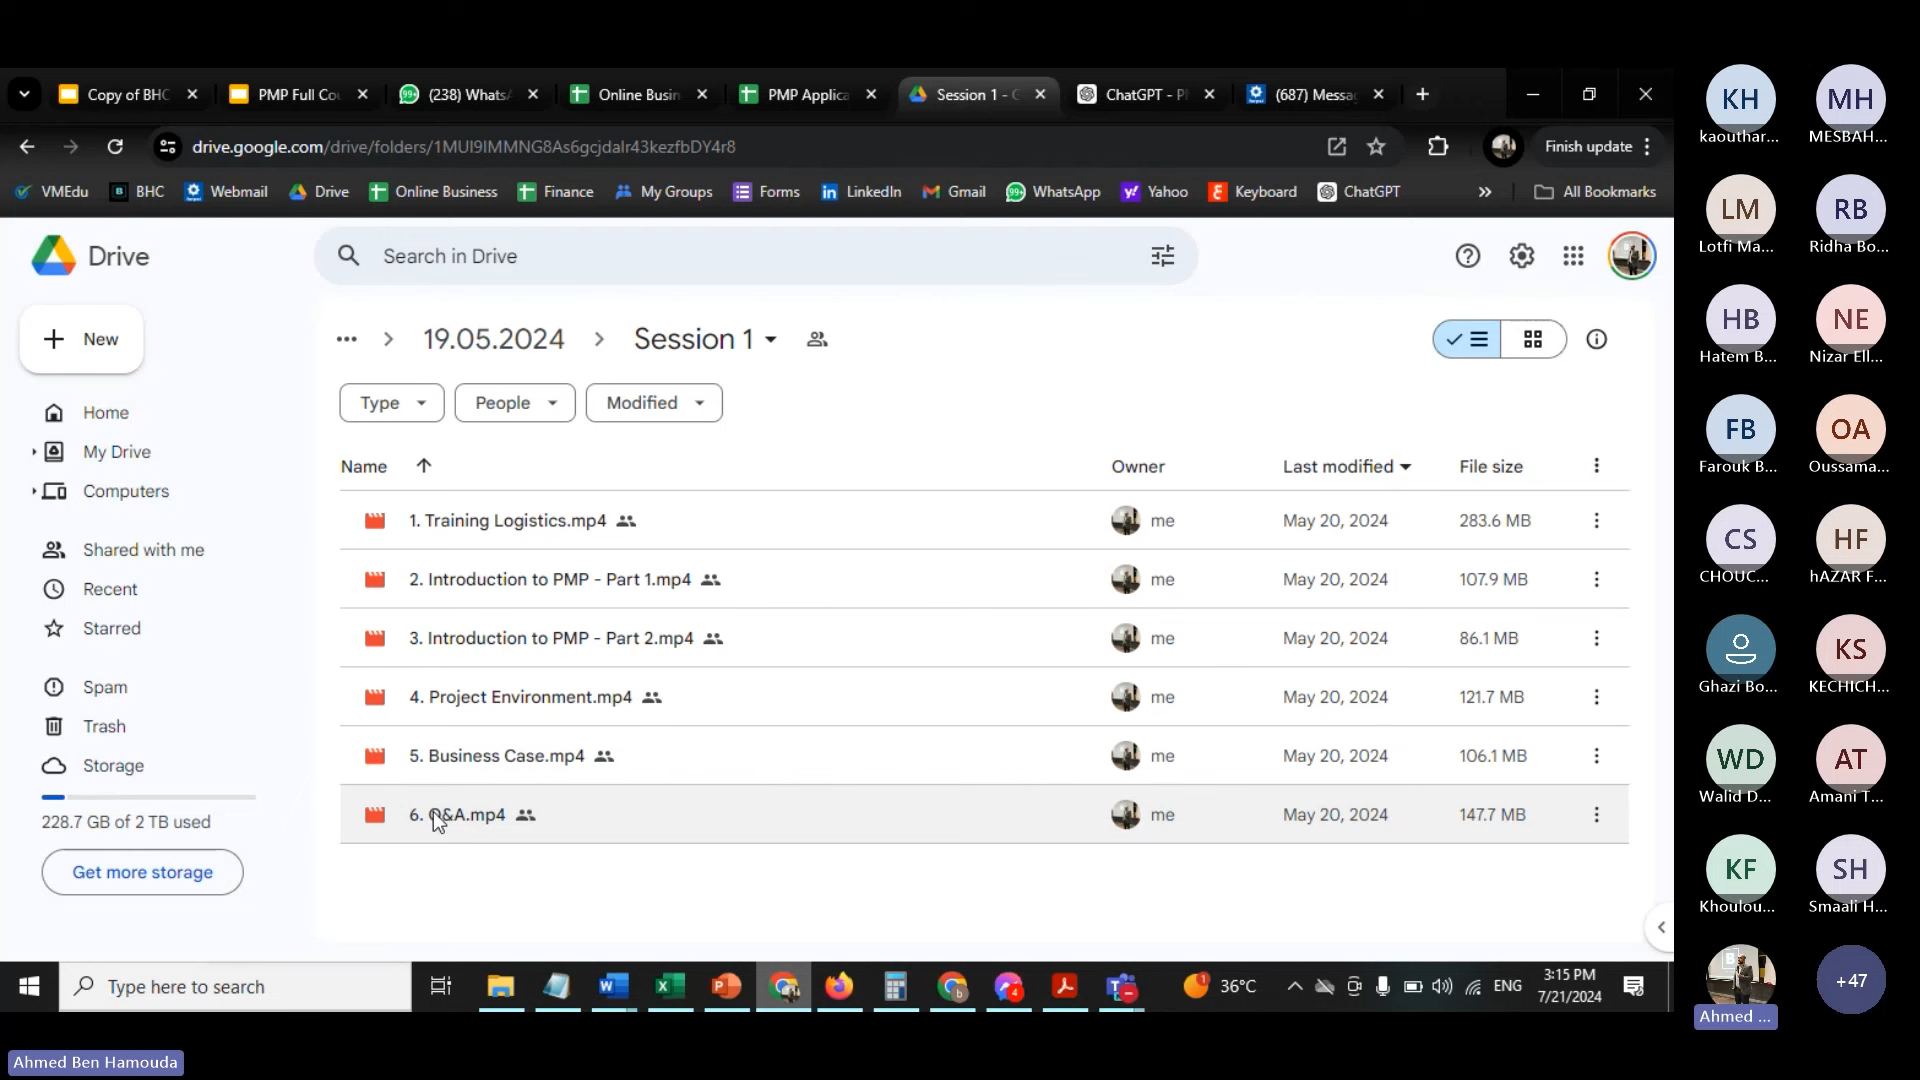 Copy of BHC
PMP Full Co
(238) Whats
Online Busin
PMP Applica
Session 1 -
ChatGPT - P
(687) Messa
drive.google.com/drive/folders/1MUI9IMMNG8As6gcjdalr43kezfbDY4r8
Finish update
VMEdu
BHC
Webmail
Drive
Online Business
Finance
My Groups
Forms
LinkedIn
Gmail
WhatsApp
Yahoo
Keyboard
ChatGPT
All Bookmarks
Drive
Search in Drive
New
Home
My Drive
Computers
Shared with me
Recent
Starred
Spam
Trash
Storage
228.7 GB of 2 TB used
Get more storage
19.05.2024
Session 1
Type
People
Modified
Name Owner Last modified File size
1. Training Logistics.mp4 me May 20, 2024 283.6 MB
2. Introduction to PMP - Part 1.mp4 me May 20, 2024 107.9 MB
3. Introduction to PMP - Part 2.mp4 me May 20, 2024 86.1 MB
4. Project Environment.mp4 me May 20, 2024 121.7 MB
5. Business Case.mp4 me May 20, 2024 106.1 MB
6. Q&A.mp4 me May 20, 2024 147.7 MB
Type here to search
36°C
ENG
3:15 PM
7/21/2024
KH
kaouthar...
MH
MESBAH...
LM
Lotfi Ma...
RB
Ridha Bo...
HB
Hatem B...
NE
Nizar Ell...
FB
Farouk B...
OA
Oussama...
CS
CHOUC...
HF
hAZAR F...
Ghazi Bo...
KS
KECHICH...
WD
Walid D...
AT
Amani T...
KF
Khoulou...
SH
Smaali H...
Ahmed ...
+47
Ahmed Ben Hamouda